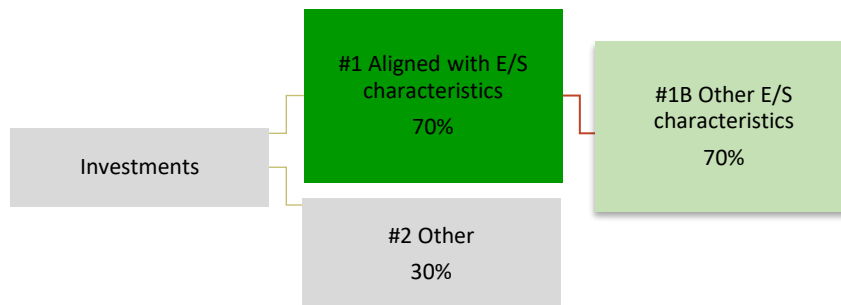 Investments
#1 Aligned with E/S
characteristics
70%
#2 Other
30%
#1B Other E/S
characteristics
70%